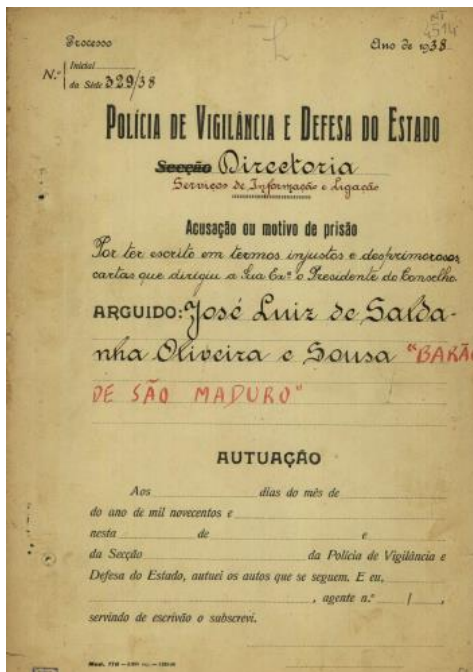 NT
4514
Processo Ano de 1938
N.º Inicial
da Séde 329/38
POLÍCIA DE VIGILÂNCIA E DEFESA DO ESTADO
Secção Directoria
Serviços de Informação e Ligação
Acusação ou motivo de prisão
Por ter escrito em termos injustos e desprimorosos
cartas que dirigiu a Sua Exª o Presidente do Conselho.
ARGUIDO: José Luiz de Salda-
nha Oliveira e Sousa "BARÃO
DE SÃO MADURO"
AUTUAÇÃO
Aos dias do mês de
do ano de mil novecentos e
nesta de e
da Secção da Polícia de Vigilância e
Defesa do Estado, autuei os autos que se seguem. E eu,
, agente n.º ,
servindo de escrivão o subscrevi.
Mod.